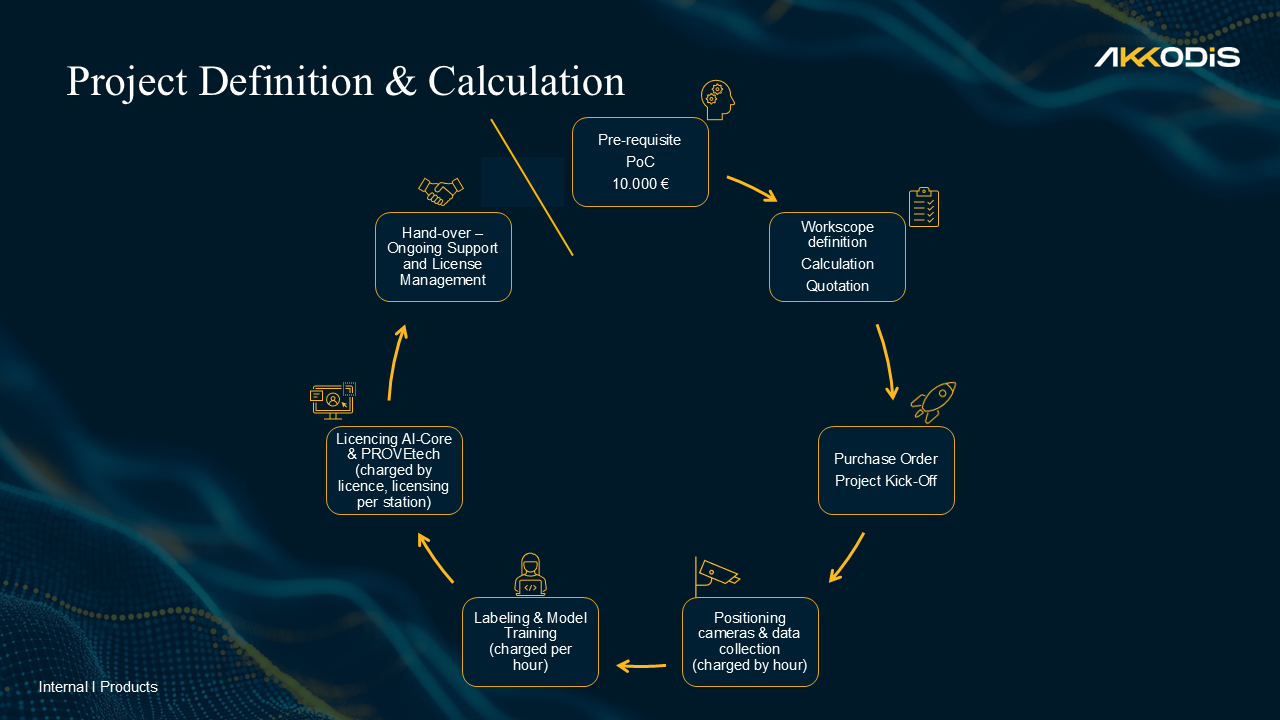 Project Definition & Calculation
AKKODiS
Pre-requisite
PoC
10.000 €
Workscope
definition
Calculation
Quotation
Purchase Order
Project Kick-Off
Positioning
cameras & data
collection
(charged by hour)
Labeling & Model
Training
(charged per
hour)
Licencing AI-Core
& PROVEtech
(charged by
licence, licensing
per station)
Hand-over –
Ongoing Support
and License
Management
Internal I Products